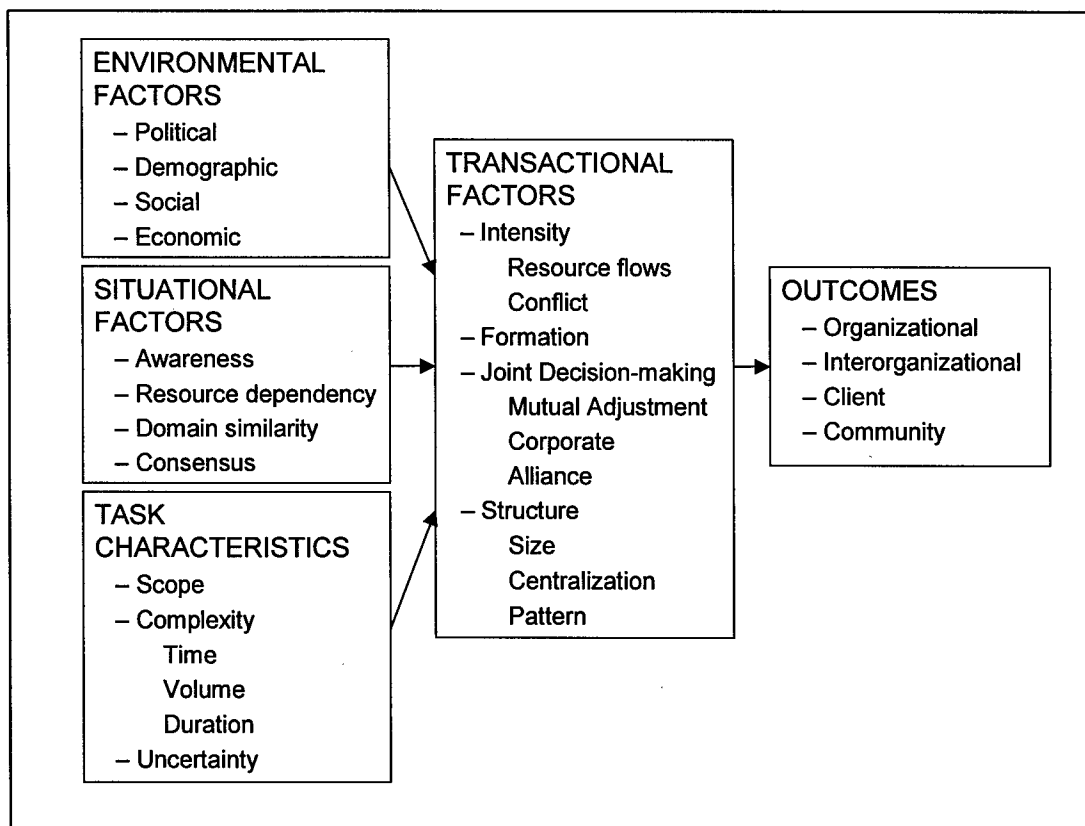 ENVIRONMENTAL
FACTORS
– Political
– Demographic
– Social
– Economic
SITUATIONAL
FACTORS
– Awareness
– Resource dependency
– Domain similarity
– Consensus
TASK
CHARACTERISTICS
– Scope
– Complexity
Time
Volume
Duration
– Uncertainty
TRANSACTIONAL
FACTORS
– Intensity
Resource flows
Conflict
– Formation
– Joint Decision-making
Mutual Adjustment
Corporate
Alliance
– Structure
Size
Centralization
Pattern
OUTCOMES
– Organizational
– Interorganizational
– Client
– Community